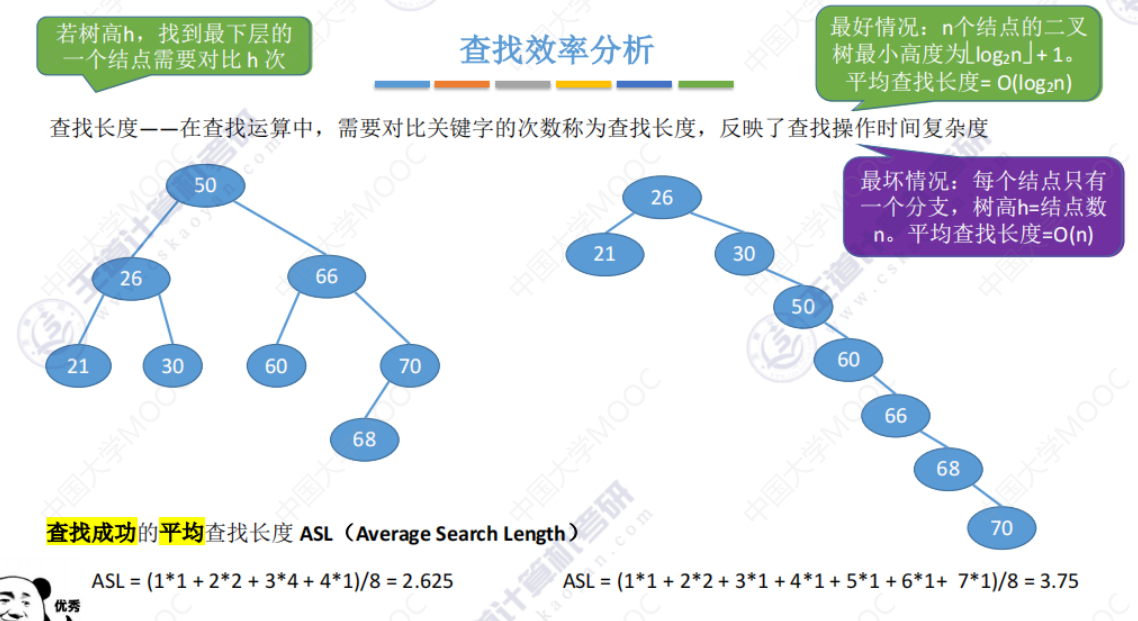 若树高h，找到最下层的
一个结点需要对比 h 次
查找效率分析
最好情况：n个结点的二叉
树最小高度为⌊log₂n⌋ + 1。
平均查找长度= O(log₂n)
查找长度——在查找运算中，需要对比关键字的次数称为查找长度，反映了查找操作时间复杂度
最坏情况：每个结点只有
一个分支，树高h=结点数
n。平均查找长度=O(n)
50
26
66
21
30
60
70
68
26
21
30
50
60
66
68
70
查找成功的平均查找长度 ASL（Average Search Length）
ASL = (1*1 + 2*2 + 3*4 + 4*1)/8 = 2.625
ASL = (1*1 + 2*2 + 3*1 + 4*1 + 5*1 + 6*1+ 7*1)/8 = 3.75
优秀
中国大学MOOC
王道计算机考研
www.cskaoyan.com